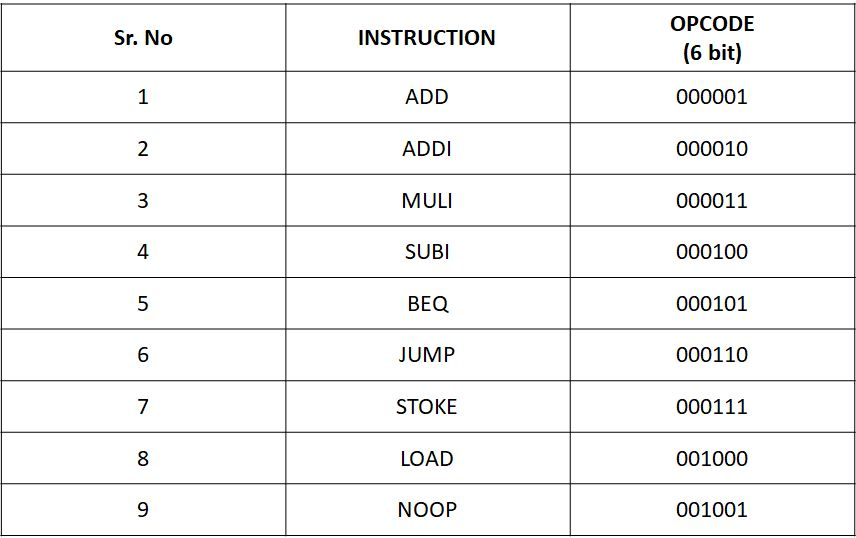 Sr. No INSTRUCTION OPCODE
(6 bit)
1 ADD 000001
2 ADDI 000010
3 MULI 000011
4 SUBI 000100
5 BEQ 000101
6 JUMP 000110
7 STOKE 000111
8 LOAD 001000
9 NOOP 001001